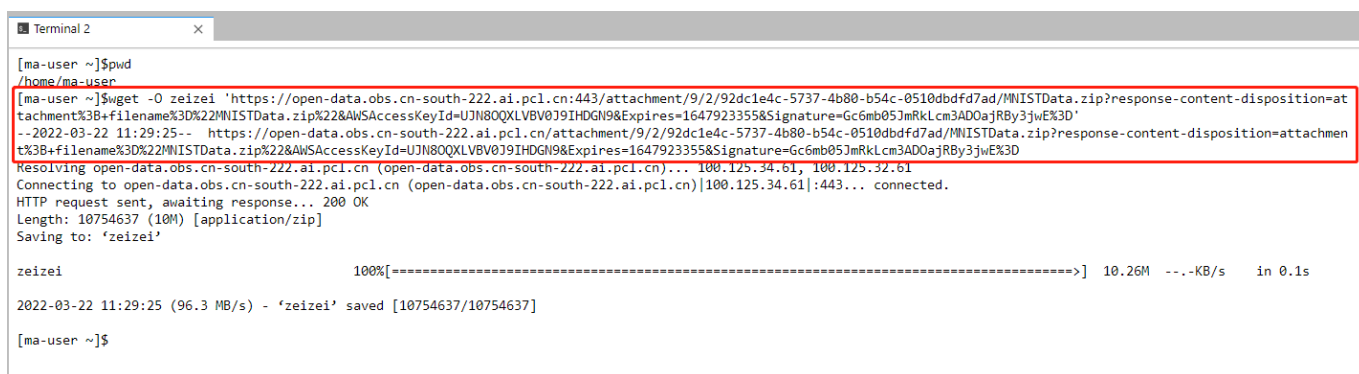 Terminal 2
[ma-user ~]$pwd
/home/ma-user
[ma-user ~]$wget -O zeizei 'https://open-data.obs.cn-south-222.ai.pcl.cn:443/attachment/9/2/92dc1e4c-5737-4b80-b54c-0510dbdfd7ad/MNISTData.zip?response-content-disposition=at
tachment%3B+filename%3D%22MNISTData.zip%22&AWSAccessKeyId=UJN8OQXLVBV0J9IHDGN9&Expires=1647923355&Signature=Gc6mb05JmRkLcm3ADOajRBy3jwE%3D'
--2022-03-22 11:29:25--  https://open-data.obs.cn-south-222.ai.pcl.cn/attachment/9/2/92dc1e4c-5737-4b80-b54c-0510dbdfd7ad/MNISTData.zip?response-content-disposition=attachmen
t%3B+filename%3D%22MNISTData.zip%22&AWSAccessKeyId=UJN8OQXLVBV0J9IHDGN9&Expires=1647923355&Signature=Gc6mb05JmRkLcm3ADOajRBy3jwE%3D
Resolving open-data.obs.cn-south-222.ai.pcl.cn (open-data.obs.cn-south-222.ai.pcl.cn)... 100.125.34.61, 100.125.32.61
Connecting to open-data.obs.cn-south-222.ai.pcl.cn (open-data.obs.cn-south-222.ai.pcl.cn)|100.125.34.61|:443... connected.
HTTP request sent, awaiting response... 200 OK
Length: 10754637 (10M) [application/zip]
Saving to: ‘zeizei’
zeizei 100%[=========================================================================================>] 10.26M --.-KB/s in 0.1s
2022-03-22 11:29:25 (96.3 MB/s) - ‘zeizei’ saved [10754637/10754637]
[ma-user ~]$